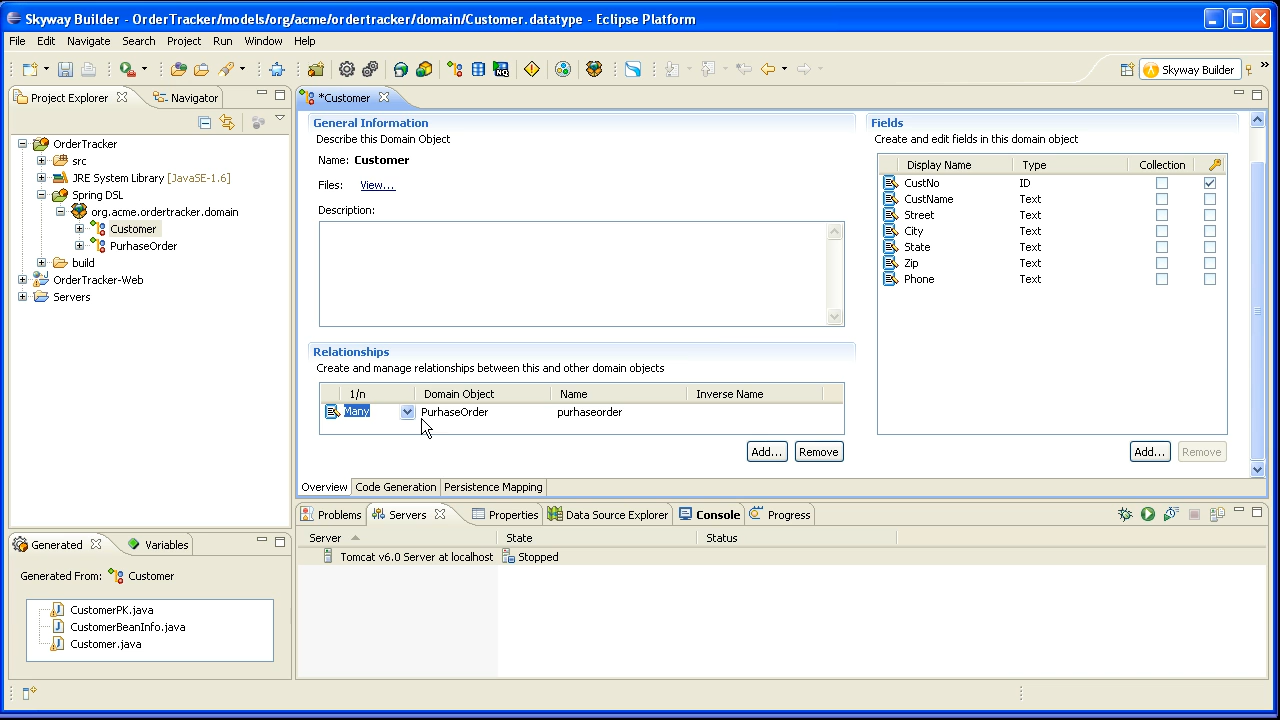 Skyway Builder - OrderTracker/models/org/acme/ordertracker/domain/Customer.datatype - Eclipse Platform
File Edit Navigate Search Project Run Window Help
Skyway Builder
Project Explorer Navigator
OrderTracker
src
JRE System Library [JavaSE-1.6]
Spring DSL
org.acme.ordertracker.domain
Customer
PurhaseOrder
build
OrderTracker-Web
Servers
Generated Variables
Generated From: Customer
CustomerPK.java
CustomerBeanInfo.java
Customer.java
*Customer
General Information
Describe this Domain Object
Name: Customer
Files: View...
Description:
Relationships
Create and manage relationships between this and other domain objects
1/n Domain Object Name Inverse Name
Many PurhaseOrder purhaseorder
Add... Remove
Fields
Create and edit fields in this domain object
Display Name Type Collection
CustNo ID
CustName Text
Street Text
City Text
State Text
Zip Text
Phone Text
Add... Remove
Overview Code Generation Persistence Mapping
Problems Servers Properties Data Source Explorer Console Progress
Server State Status
Tomcat v6.0 Server at localhost Stopped